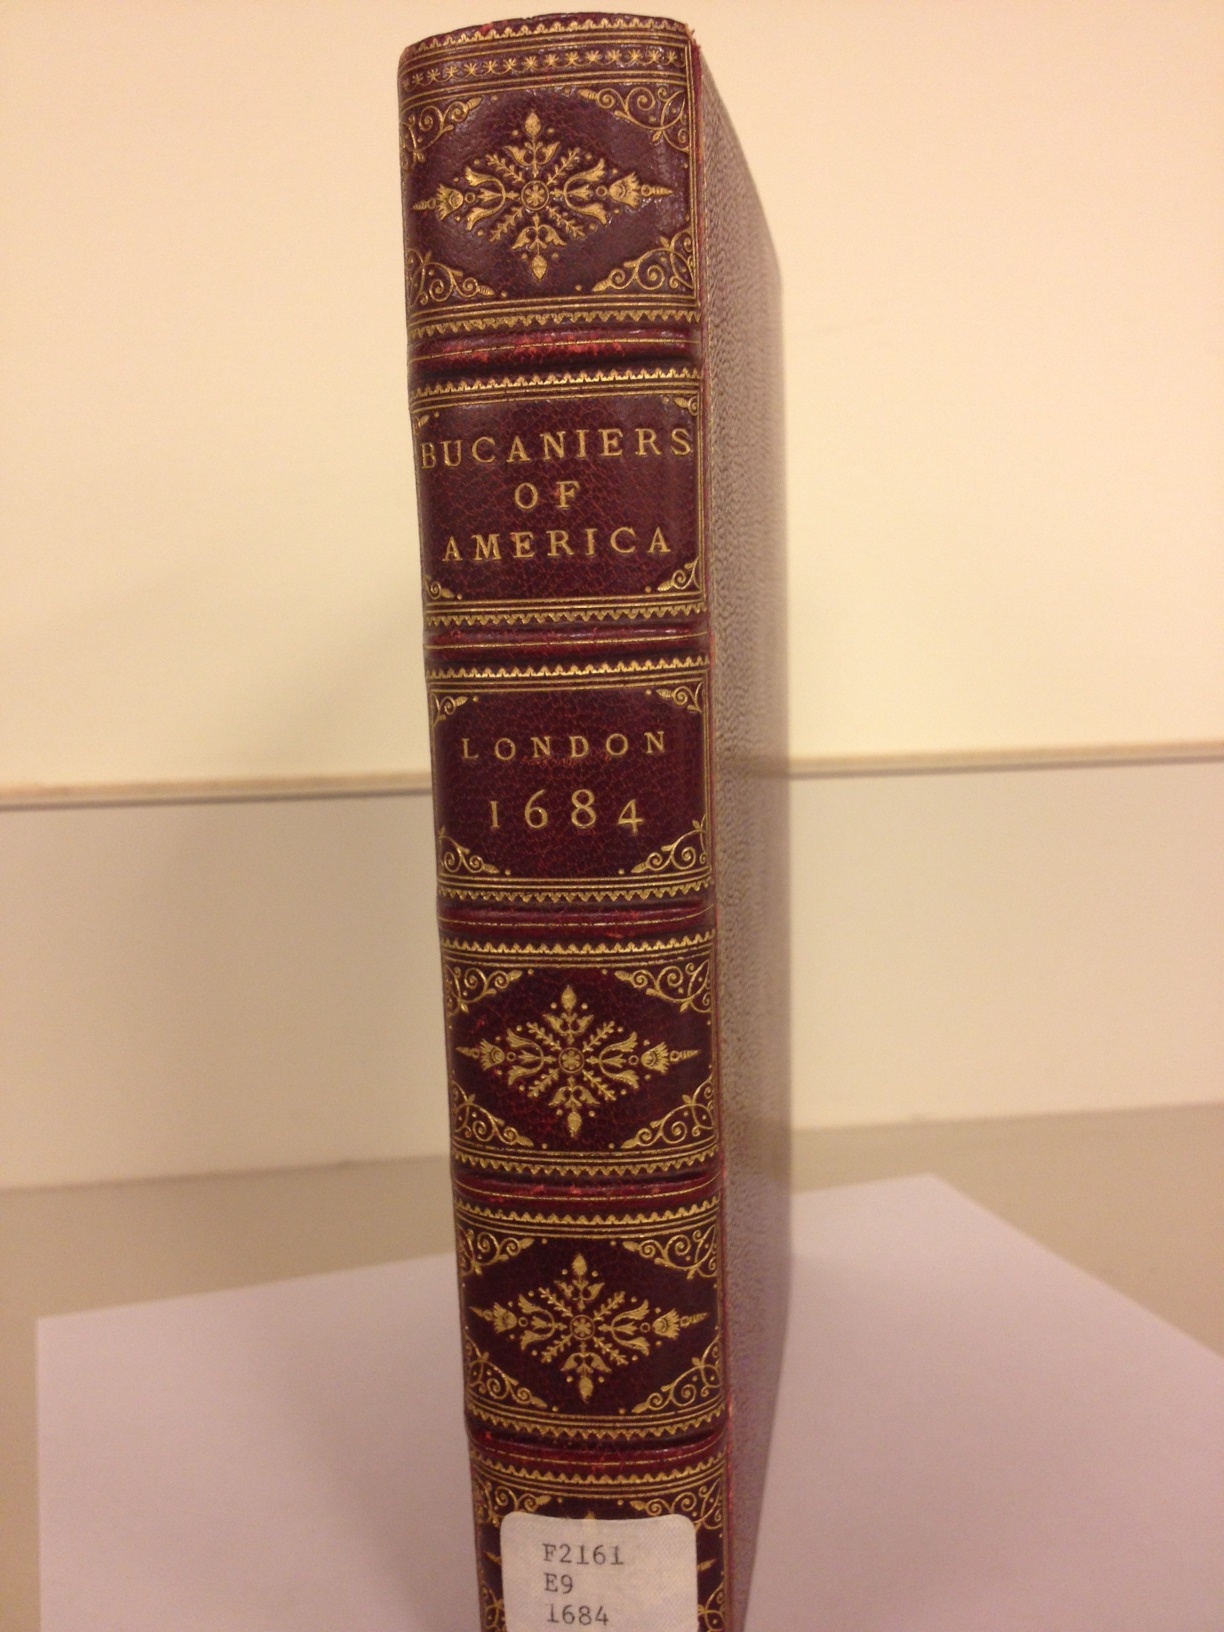 BUCANIERS
OF
AMERICA
LONDON
1684
F2161
E9
1684